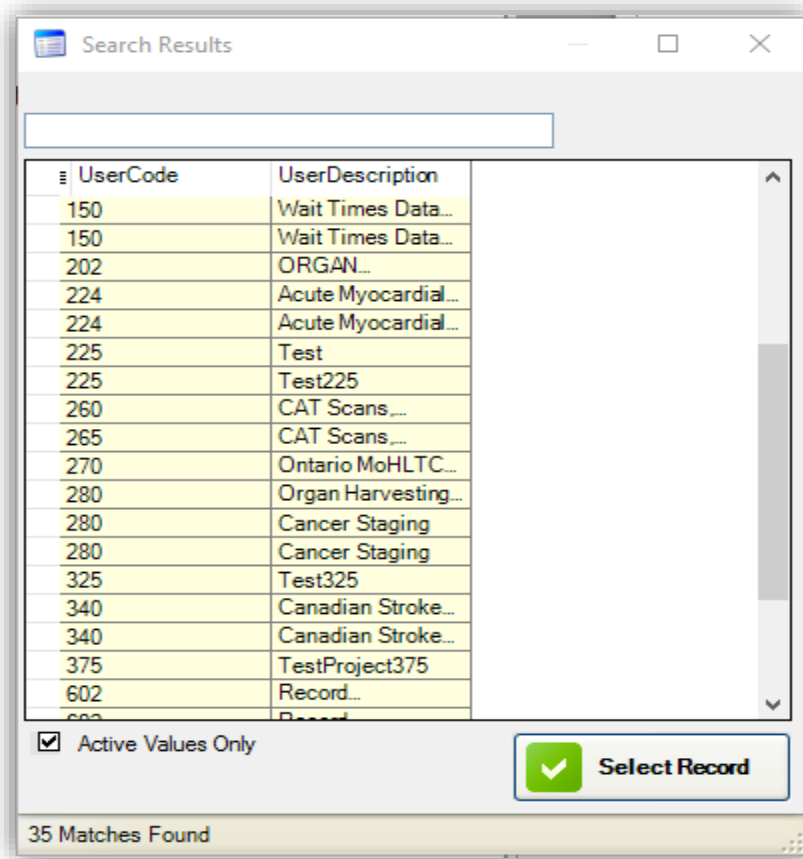 Search Results
UserCode UserDescription
150 Wait Times Data...
150 Wait Times Data...
202 ORGAN...
224 Acute Myocardial...
224 Acute Myocardial...
225 Test
225 Test225
260 CAT Scans,...
265 CAT Scans,...
270 Ontario MoHLTC...
280 Organ Harvesting...
280 Cancer Staging
280 Cancer Staging
325 Test325
340 Canadian Stroke...
340 Canadian Stroke...
375 TestProject375
602 Record...
Active Values Only
Select Record
35 Matches Found